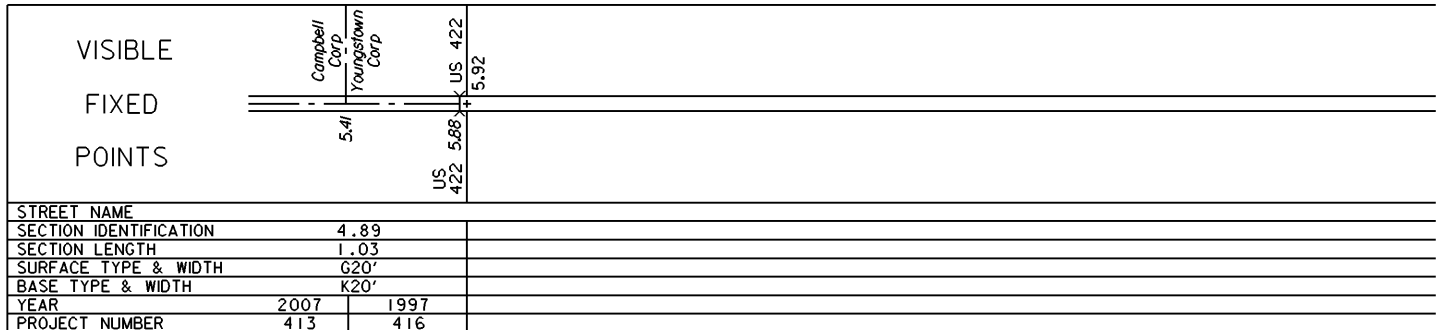 VISIBLE
FIXED
POINTS
Campbell
Corp
Youngstown
Corp
US 422
5.92
5.41
5.88
US
422
STREET NAME
SECTION IDENTIFICATION 4.89
SECTION LENGTH 1.03
SURFACE TYPE & WIDTH G20'
BASE TYPE & WIDTH K20'
YEAR 2007 1997
PROJECT NUMBER 413 416